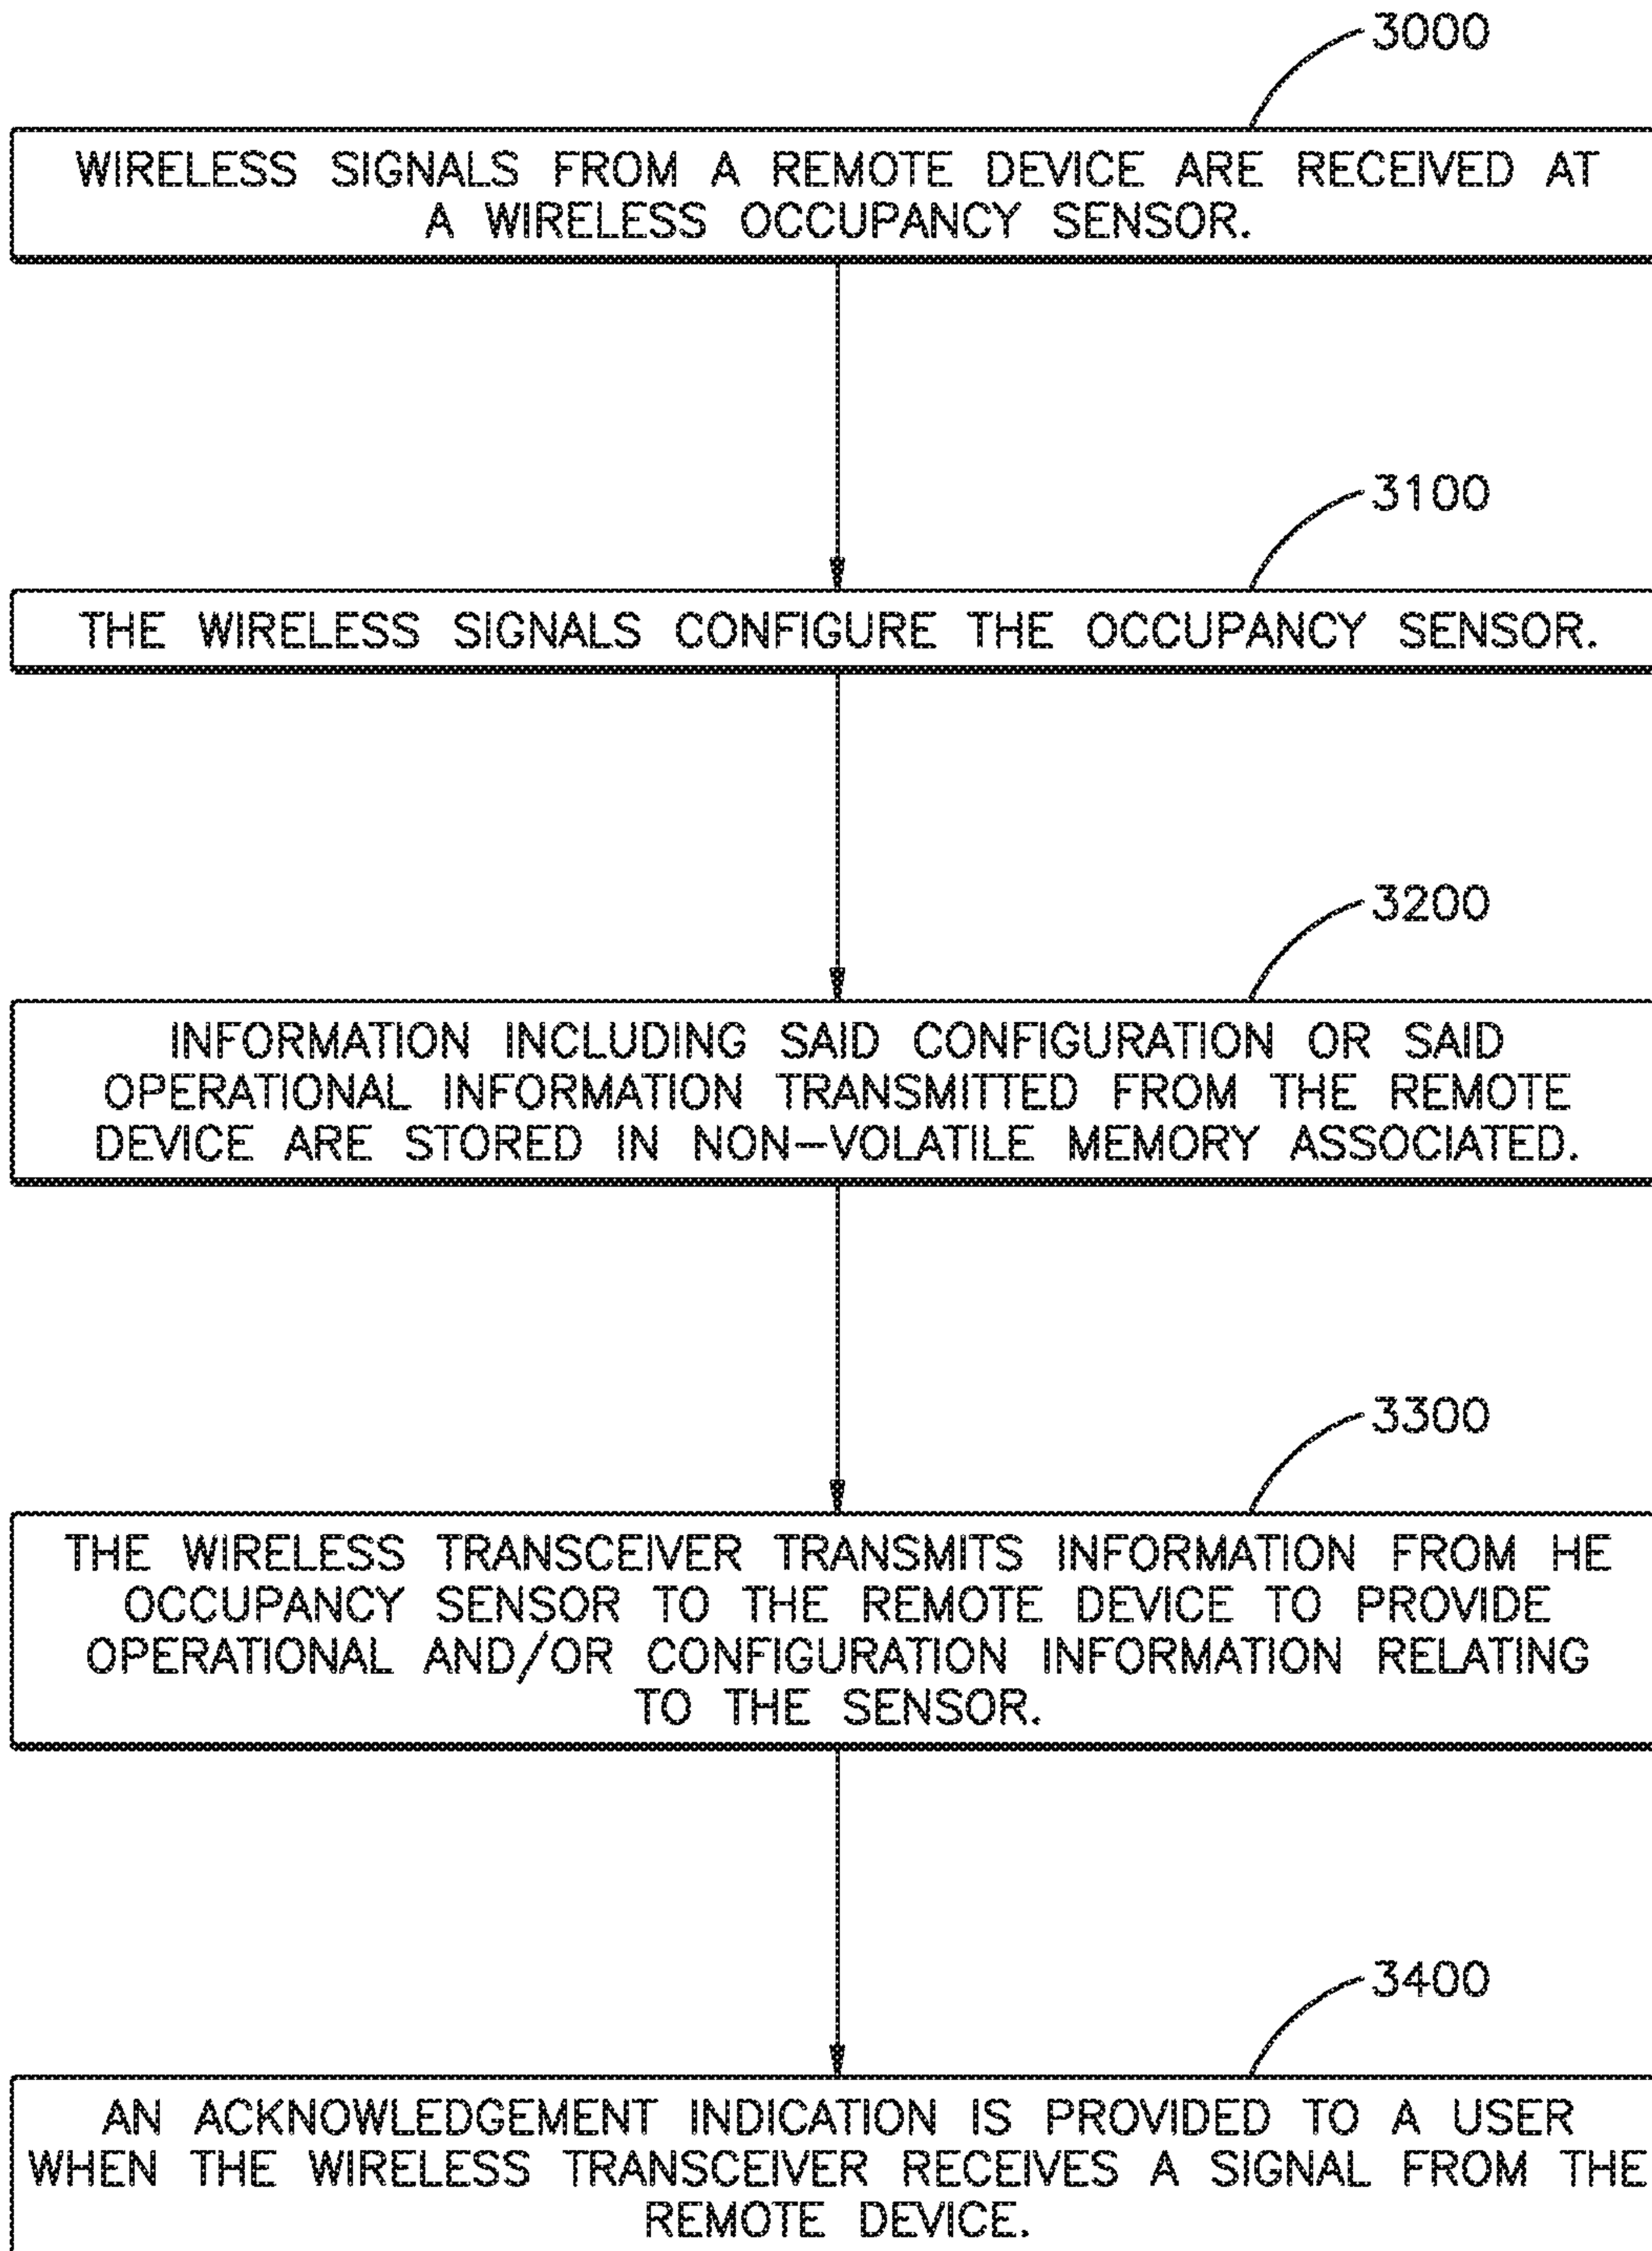 3000
WIRELESS SIGNALS FROM A REMOTE DEVICE ARE RECEIVED AT
A WIRELESS OCCUPANCY SENSOR.
3100
THE WIRELESS SIGNALS CONFIGURE THE OCCUPANCY SENSOR.
3200
INFORMATION INCLUDING SAID CONFIGURATION OR SAID
OPERATIONAL INFORMATION TRANSMITTED FROM THE REMOTE
DEVICE ARE STORED IN NON-VOLATILE MEMORY ASSOCIATED.
3300
THE WIRELESS TRANSCEIVER TRANSMITS INFORMATION FROM HE
OCCUPANCY SENSOR TO THE REMOTE DEVICE TO PROVIDE
OPERATIONAL AND/OR CONFIGURATION INFORMATION RELATING
TO THE SENSOR.
3400
AN ACKNOWLEDGEMENT INDICATION IS PROVIDED TO A USER
WHEN THE WIRELESS TRANSCEIVER RECEIVES A SIGNAL FROM THE
REMOTE DEVICE.